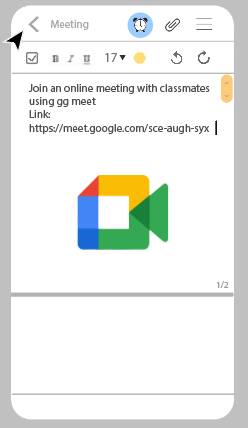 Meeting
B I U 17
Join an online meeting with classmates
using gg meet
Link:
https://meet.google.com/sce-augh-syx
1/2